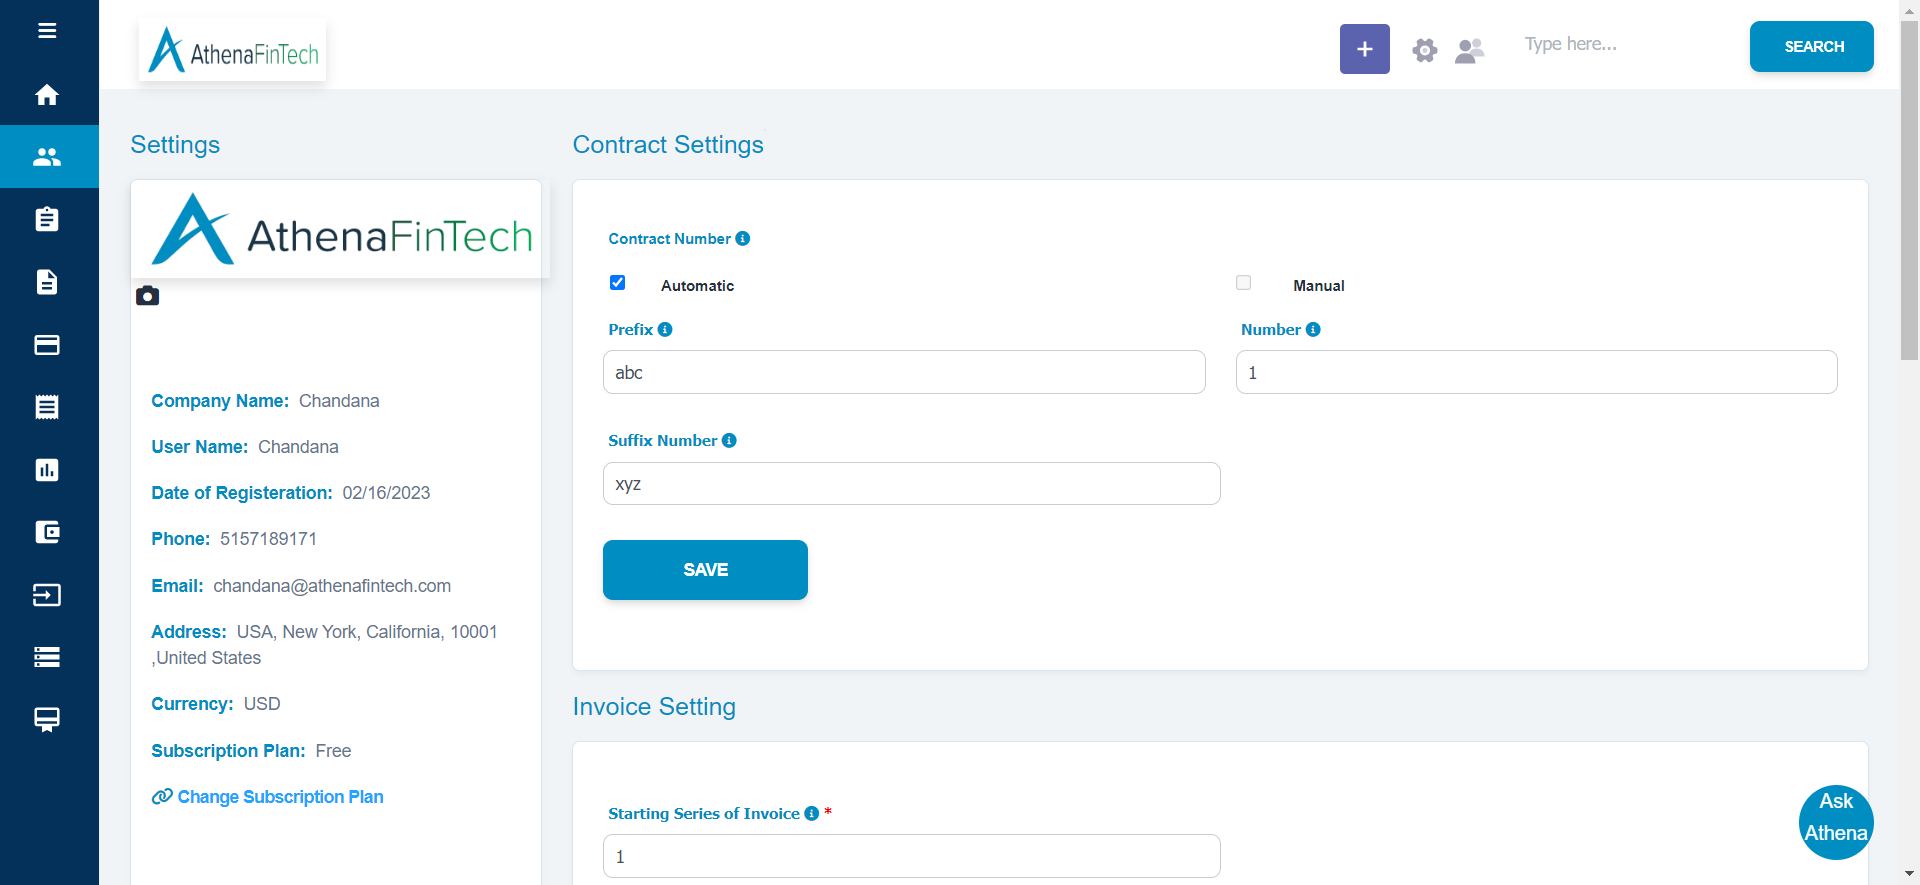 AthenaFinTech
+
Type here...
SEARCH
Settings
Contract Settings
AthenaFinTech
Contract Number
Automatic
Manual
Prefix
Number
abc
1
Suffix Number
xyz
SAVE
Company Name: Chandana
User Name: Chandana
Date of Registeration: 02/16/2023
Phone: 5157189171
Email: chandana@athenafintech.com
Address: USA, New York, California, 10001
,United States
Currency: USD
Subscription Plan: Free
Change Subscription Plan
Invoice Setting
Starting Series of Invoice *
1
Ask
Athena